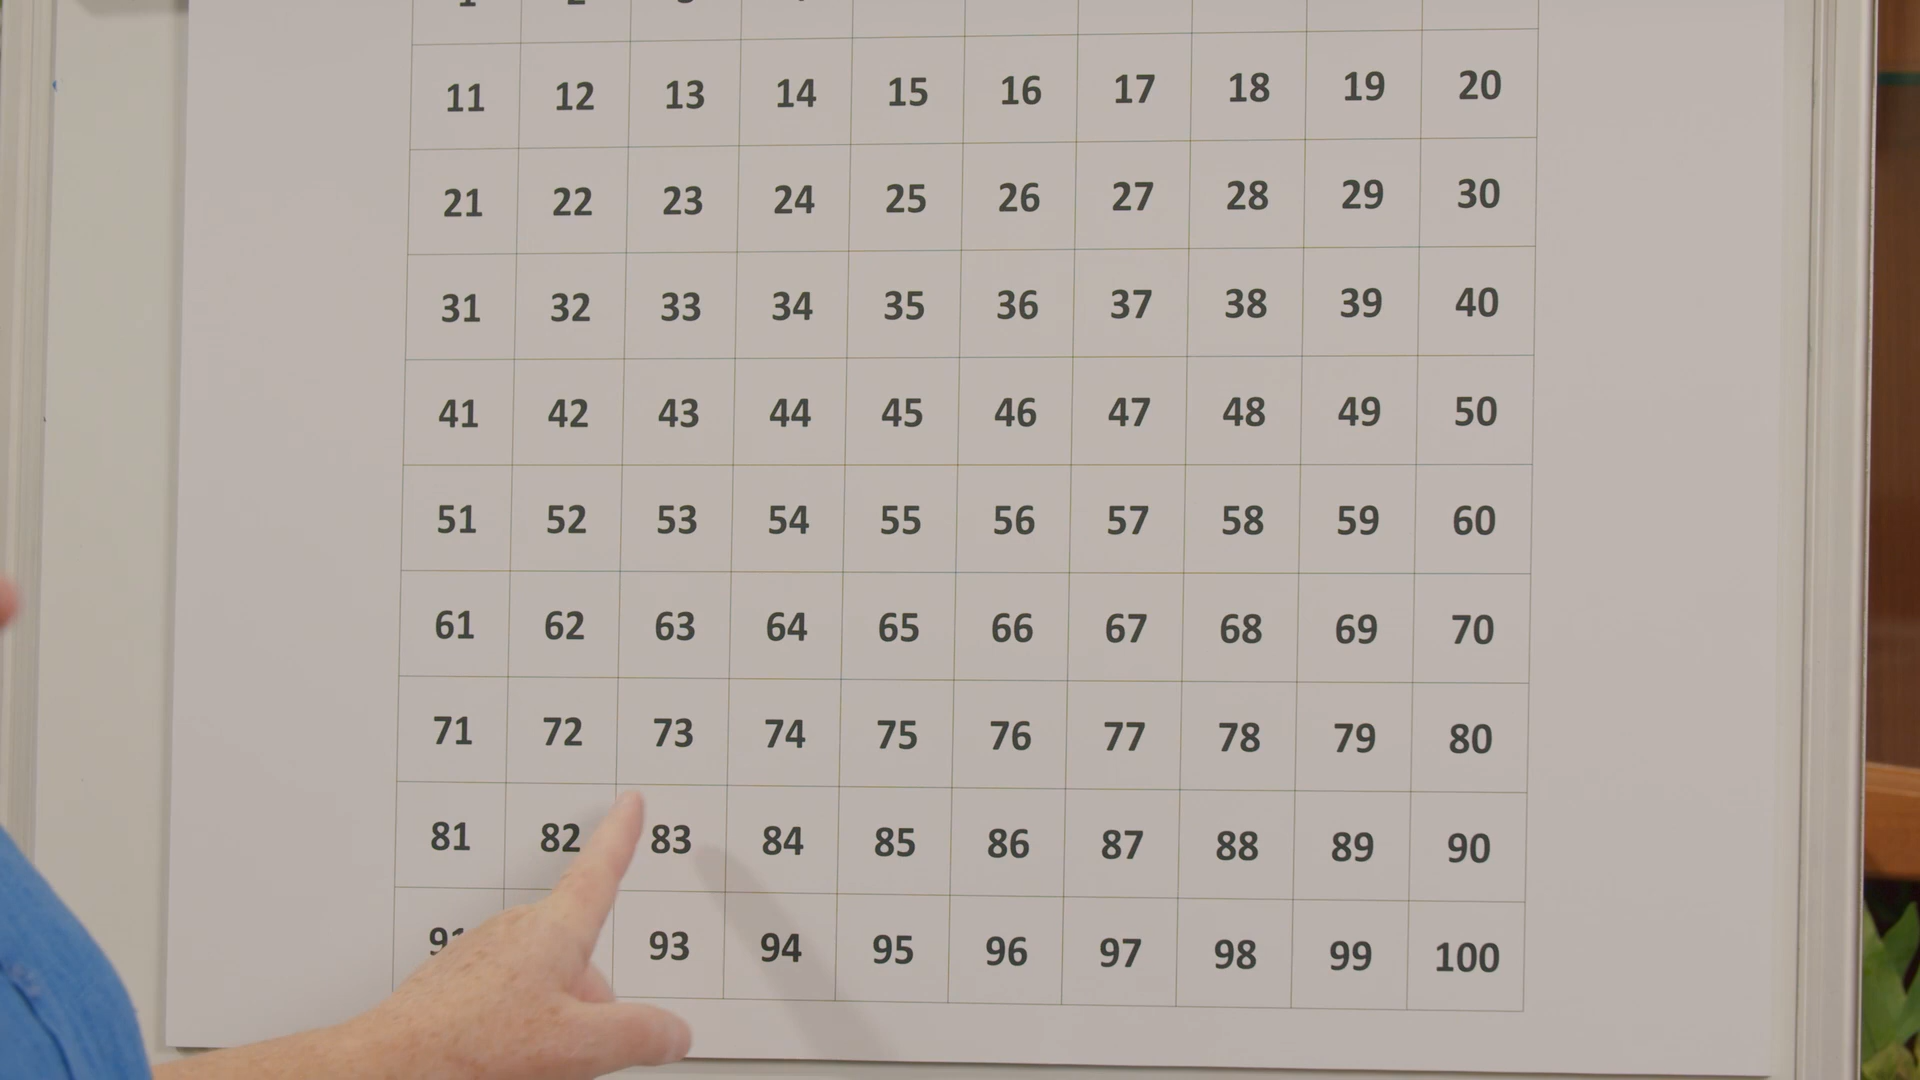 11 12 13 14 15 16 17 18 19 20
21 22 23 24 25 26 27 28 29 30
31 32 33 34 35 36 37 38 39 40
41 42 43 44 45 46 47 48 49 50
51 52 53 54 55 56 57 58 59 60
61 62 63 64 65 66 67 68 69 70
71 72 73 74 75 76 77 78 79 80
81 82 83 84 85 86 87 88 89 90
93 94 95 96 97 98 99 100